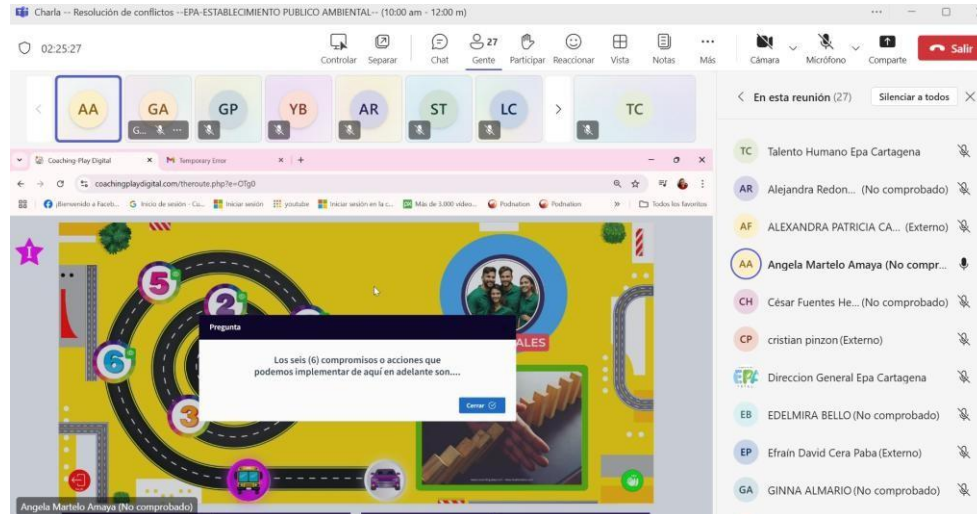 Charla -- Resolución de conflictos --EPA-ESTABLECIMIENTO PUBLICO AMBIENTAL-- (10:00 am - 12:00 m)
02:25:27
Controlar Separar Chat 27 Gente Participar Reaccionar Vista Notas Más Cámara Micrófono Comparte Salir
AA GA GP YB AR ST LC TC
G...
En esta reunión (27) Silenciar a todos
TC Talento Humano Epa Cartagena
AR Alejandra Redon... (No comprobado)
AF ALEXANDRA PATRICIA CA... (Externo)
AA Angela Martelo Amaya (No compr...
CH César Fuentes He... (No comprobado)
CP cristian pinzon (Externo)
EPA Direccion General Epa Cartagena
EB EDELMIRA BELLO (No comprobado)
EP Efraín David Cera Paba (Externo)
GA GINNA ALMARIO (No comprobado)
Coaching-Play Digital Temporary Error
coachingplaydigital.com/theroute.php?e=OTg0
¡Bienvenido a Faceb... Inicio de sesión - Cu... Iniciar sesión youtube Iniciar sesión en la c... Más de 3.000 video... Podnation Podnation Todos los favoritos
I
5
2
6
3
ALES
Pregunta
Los seis (6) compromisos o acciones que
podemos implementar de aquí en adelante son....
Cerrar
Angela Martelo Amaya (No comprobado)